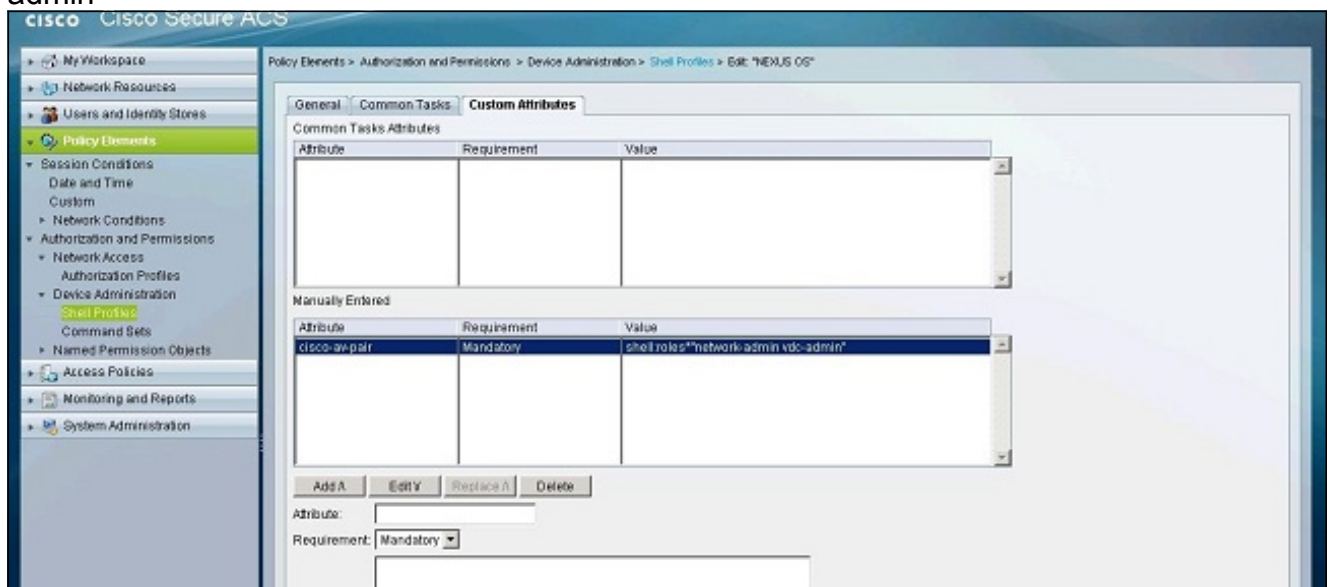 admin
CISCO Cisco Secure ACS
My Workspace
Network Resources
Users and Identity Stores
Policy Elements
Session Conditions
Date and Time
Custom
Network Conditions
Authorization and Permissions
Network Access
Authorization Profiles
Device Administration
Shell Profiles
Command Sets
Named Permission Objects
Access Policies
Monitoring and Reports
System Administration
Policy Elements > Authorization and Permissions > Device Administration > Shell Profiles > Edit: "NEXUS OS"
General Common Tasks Custom Attributes
Common Tasks Attributes
Attribute Requirement Value
Manually Entered
Attribute Requirement Value
cisco-av-pair Mandatory shell:roles*"network-admin vdc-admin"
Add Λ Edit V Replace Λ Delete
Attribute:
Requirement: Mandatory